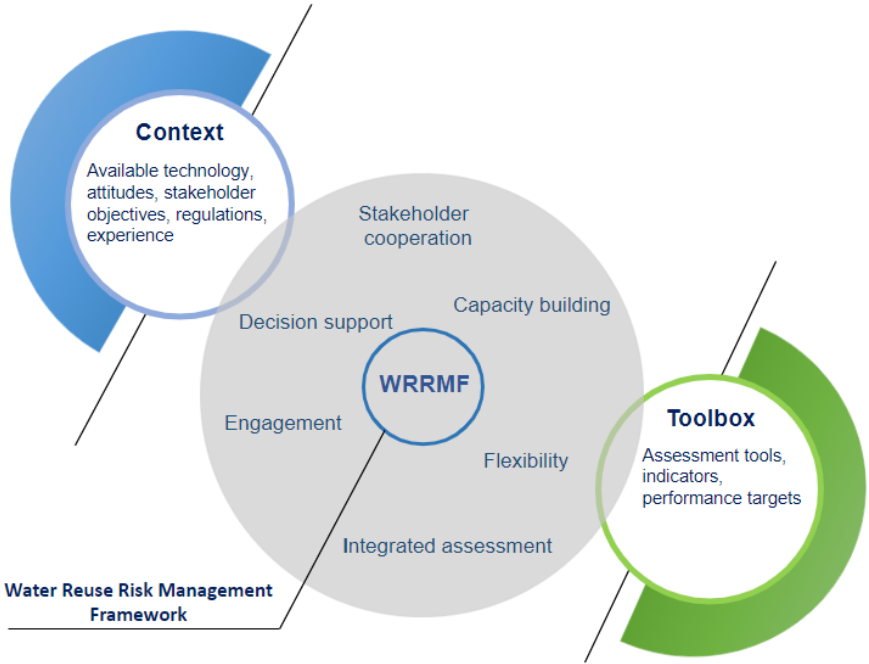 Context
Available technology,
attitudes, stakeholder
objectives, regulations,
experience
Stakeholder
cooperation
Capacity building
Decision support
WRRMF
Engagement
Flexibility
Integrated assessment
Toolbox
Assessment tools,
indicators,
performance targets
Water Reuse Risk Management
Framework